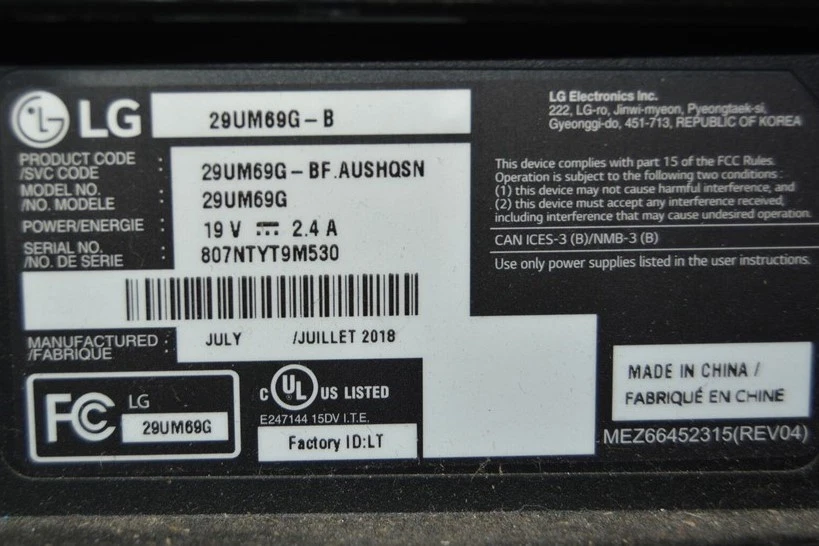 LG
29UM69G-B
LG Electronics Inc.
222, LG-ro, Jinwi-myeon, Pyeongtaek-si,
Gyeonggi-do, 451-713, REPUBLIC OF KOREA
PRODUCT CODE
/SVC CODE : 29UM69G-BF.AUSHQSN
MODEL NO.
/NO. MODELE : 29UM69G
POWER/ENERGIE : 19 V ⎓ 2.4 A
SERIAL NO.
/NO. DE SERIE : 807NTYT9M530
This device complies with part 15 of the FCC Rules.
Operation is subject to the following two conditions :
(1) this device may not cause harmful interference, and
(2) this device must accept any interference received,
including interference that may cause undesired operation.
CAN ICES-3 (B)/NMB-3 (B)
Use only power supplies listed in the user instructions.
MANUFACTURED
/FABRIQUE : JULY /JUILLET 2018
FC LG
29UM69G
C UL US LISTED
E247144 15DV I.T.E.
Factory ID:LT
MADE IN CHINA /
FABRIQUÉ EN CHINE
MEZ66452315(REV04)